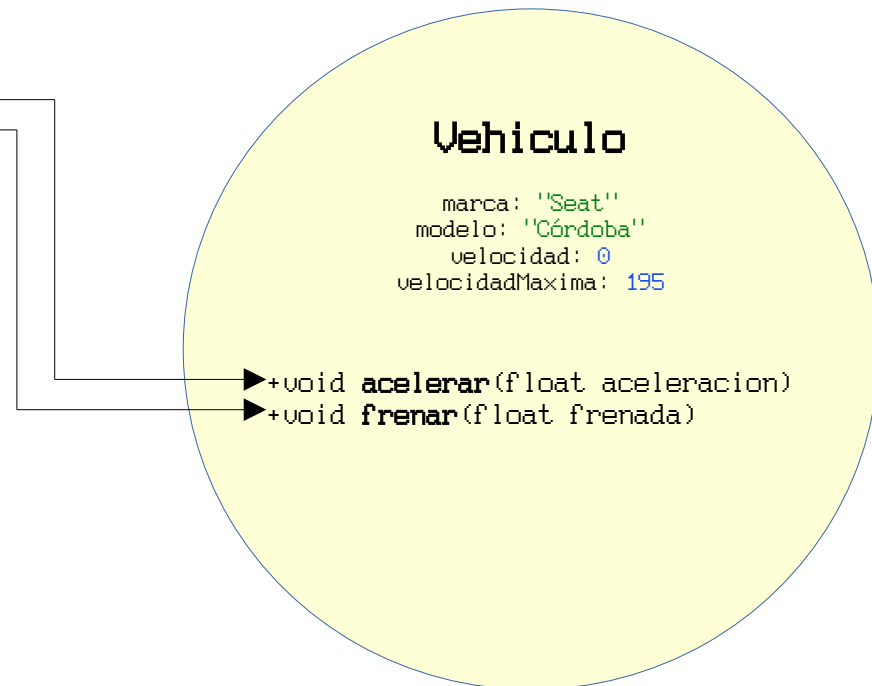 Vehiculo
marca: "Seat"
modelo: "Córdoba"
velocidad: 0
velocidadMaxima: 195
+void acelerar(float aceleracion)
+void frenar(float frenada)